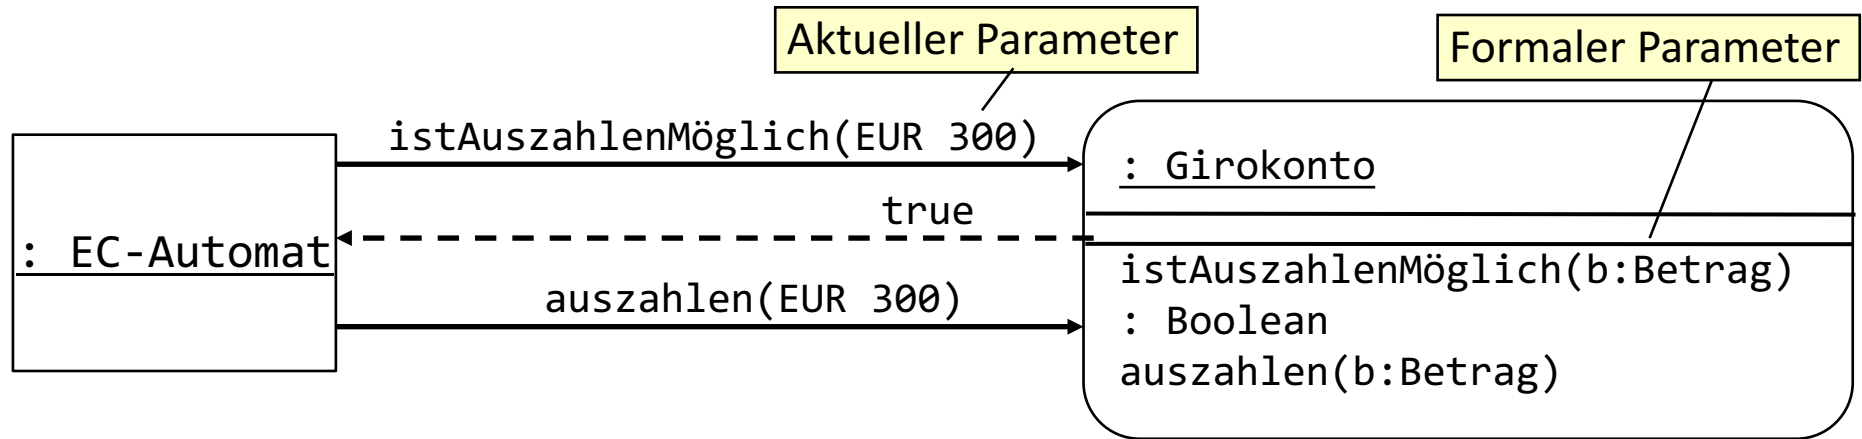 Aktueller Parameter
Formaler Parameter
istAuszahlenMöglich(EUR 300)
: Girokonto
true
: EC-Automat
istAuszahlenMöglich(b:Betrag)
auszahlen(EUR 300)
: Boolean
auszahlen(b:Betrag)